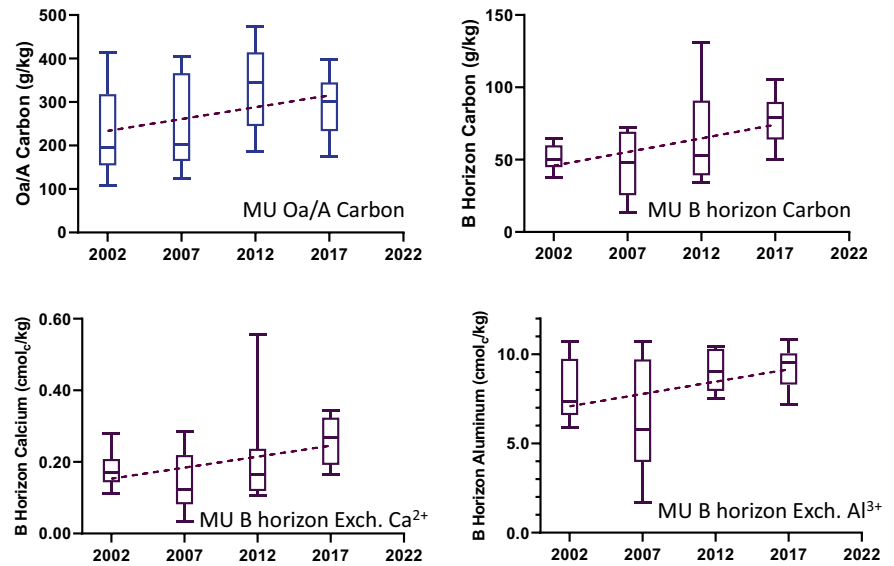 Oa/A Carbon (g/kg)
500
400
300
200
100
0
MU Oa/A Carbon
2002 2007 2012 2017 2022
B Horizon Carbon (g/kg)
150
100
50
0
MU B horizon Carbon
2002 2007 2012 2017 2022
B Horizon Calcium (cmolc/kg)
0.60
0.40
0.20
0.00
MU B horizon Exch. Ca2+
2002 2007 2012 2017 2022
B Horizon Aluminum (cmolc/kg)
10.0
5.0
0.0
MU B horizon Exch. Al3+
2002 2007 2012 2017 2022